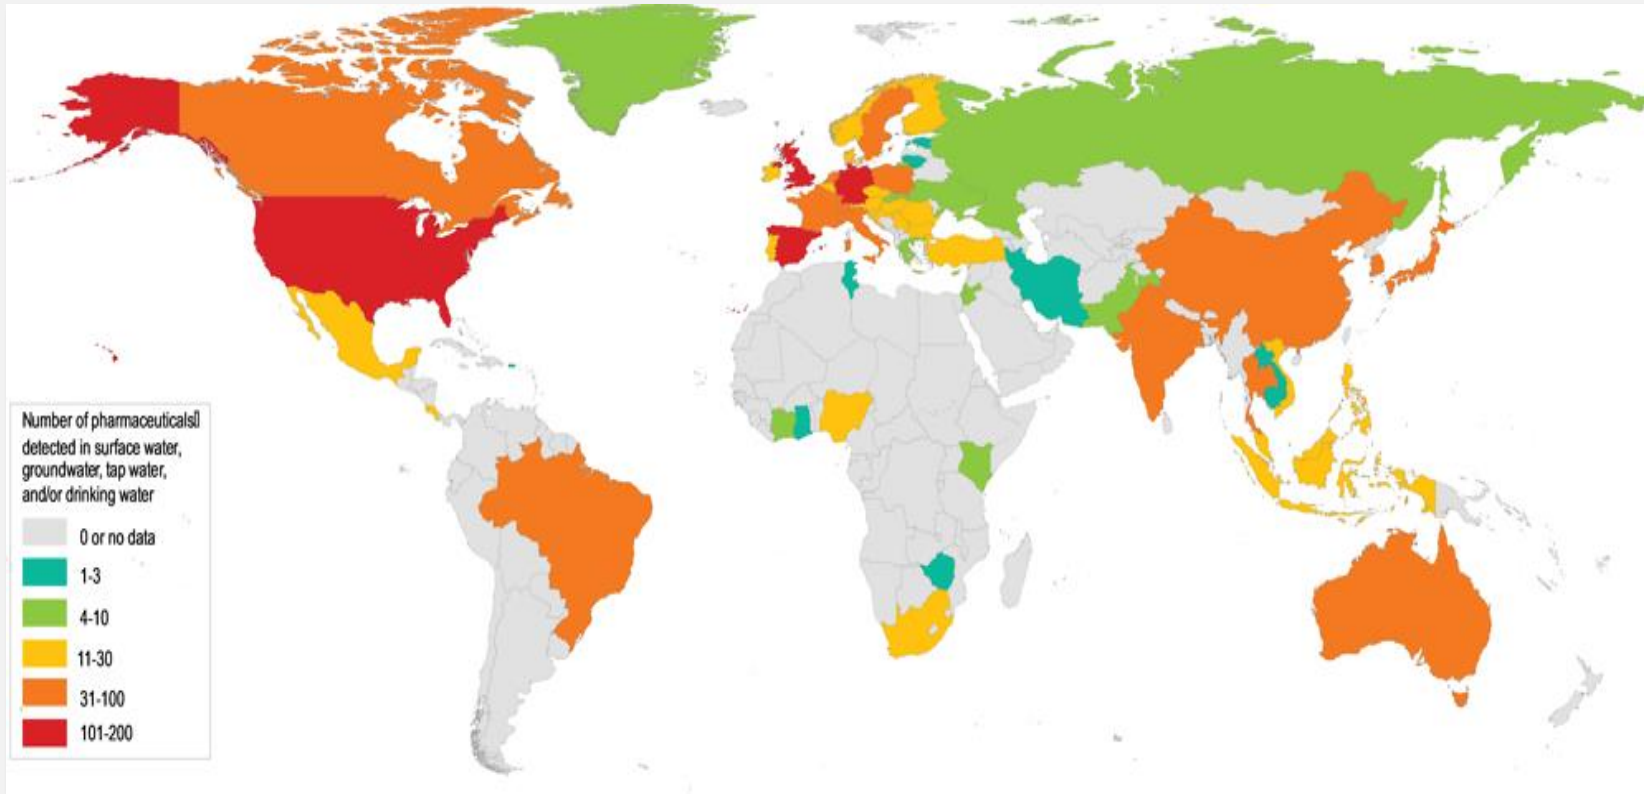 Number of pharmaceuticals▯
detected in surface water,
groundwater, tap water,
and/or drinking water
0 or no data
1-3
4-10
11-30
31-100
101-200